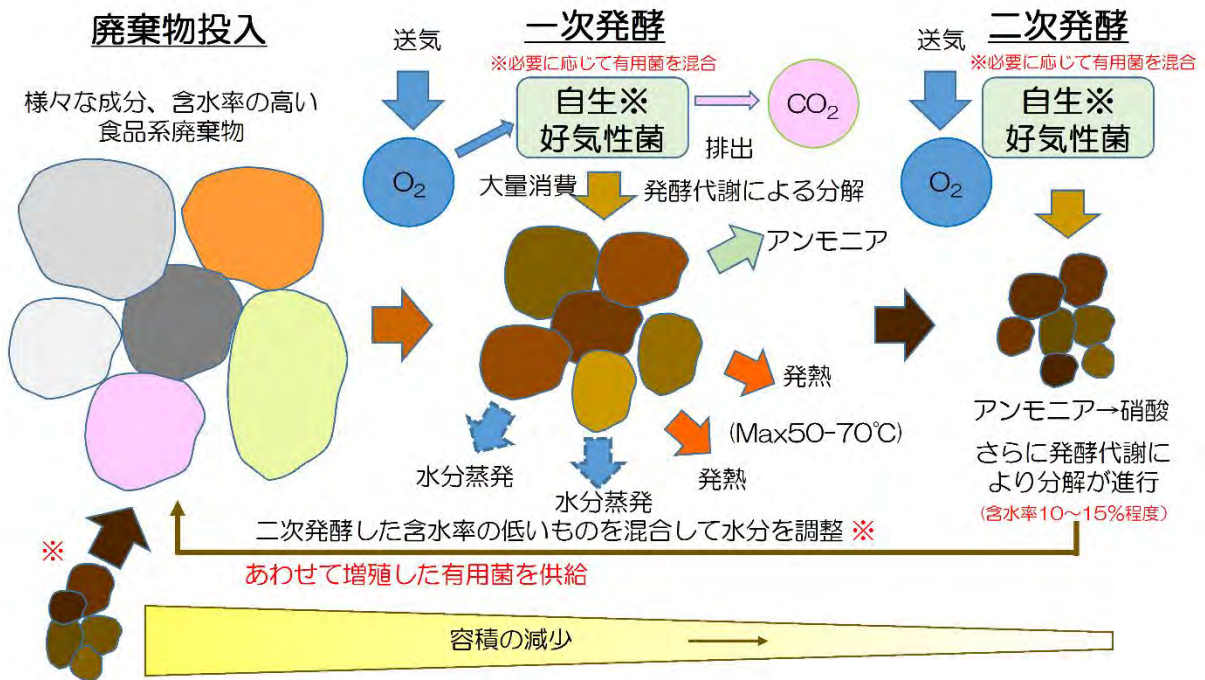 廃棄物投入
様々な成分、含水率の高い
食品系廃棄物
一次発酵
送気
※必要に応じて有用菌を混合
自生※
好気性菌
O₂
CO₂
排出
大量消費
発酵代謝による分解
アンモニア
発熱
(Max50-70℃)
発熱
水分蒸発
水分蒸発
二次発酵
送気
※必要に応じて有用菌を混合
自生※
好気性菌
O₂
アンモニア→硝酸
さらに発酵代謝に
より分解が進行
(含水率10~15%程度)
二次発酵した含水率の低いものを混合して水分を調整 ※
※
あわせて増殖した有用菌を供給
容積の減少